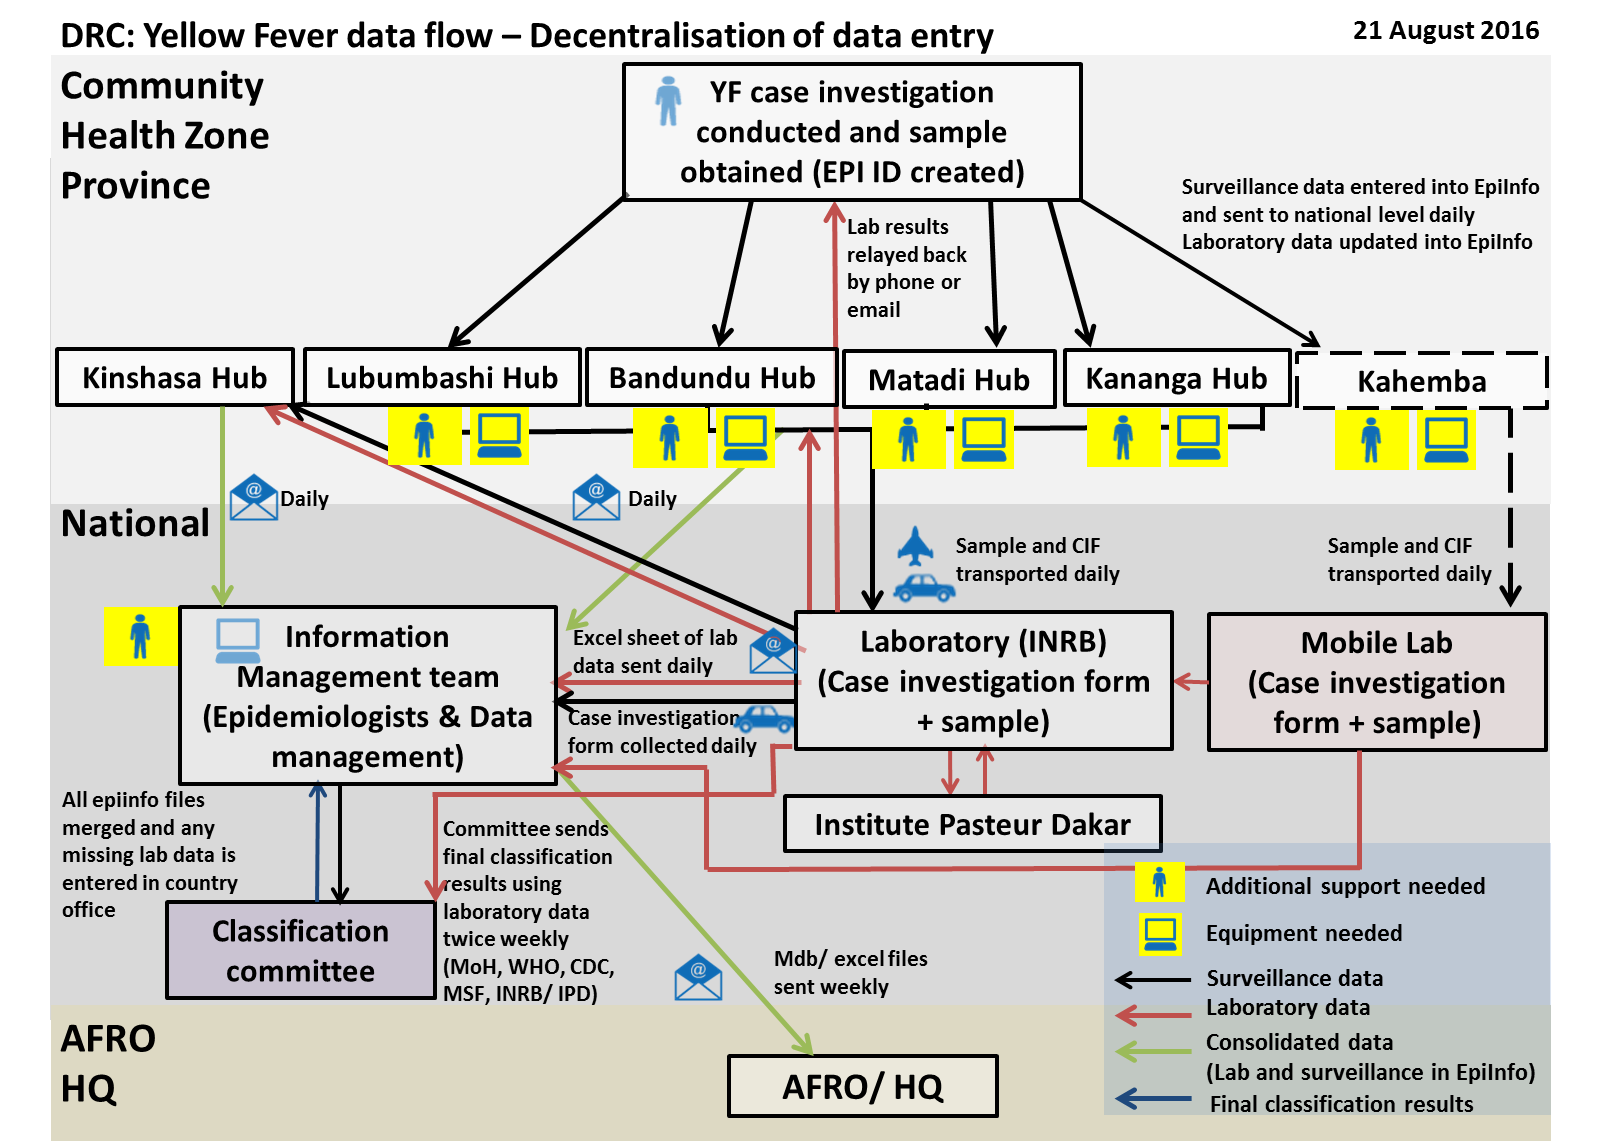 DRC: Yellow Fever data flow – Decentralisation of data entry
21 August 2016
Community
Health Zone
Province
YF case investigation
conducted and sample
obtained (EPI ID created)
Surveillance data entered into EpiInfo
and sent to national level daily
Laboratory data updated into EpiInfo
Lab results
relayed back
by phone or
email
Kinshasa Hub
Lubumbashi Hub
Bandundu Hub
Matadi Hub
Kananga Hub
Kahemba
Daily
Daily
National
Sample and CIF
transported daily
Sample and CIF
transported daily
Information
Management team
(Epidemiologists & Data
management)
Excel sheet of lab
data sent daily
Case investigation
form collected daily
Laboratory (INRB)
(Case investigation form
+ sample)
Mobile Lab
(Case investigation
form + sample)
Institute Pasteur Dakar
All epiinfo files
merged and any
missing lab data is
entered in country
office
Committee sends
final classification
results using
laboratory data
twice weekly
(MoH, WHO, CDC,
MSF, INRB/ IPD)
Classification
committee
Mdb/ excel files
sent weekly
Additional support needed
Equipment needed
Surveillance data
Laboratory data
Consolidated data
(Lab and surveillance in EpiInfo)
Final classification results
AFRO
HQ
AFRO/ HQ